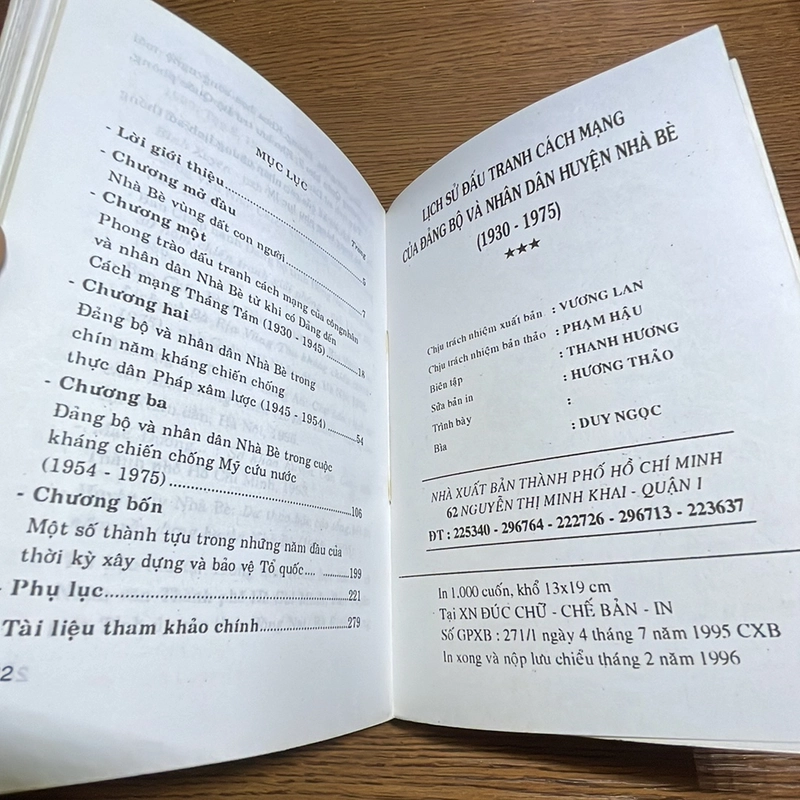 MỤC LỤC
Trang
- Lời giới thiệu.....................5
- Chương mở đầu
Nhà Bè vùng đất con người.................7
- Chương một
Phong trào đấu tranh cách mạng của công nhân
và nhân dân Nhà Bè từ khi có Đảng đến
Cách mạng Tháng Tám (1930 - 1945)........18
- Chương hai
Đảng bộ và nhân dân Nhà Bè trong
chín năm kháng chiến chống
thực dân Pháp xâm lược (1945 - 1954)...54
- Chương ba
Đảng bộ và nhân dân Nhà Bè trong cuộc
kháng chiến chống Mỹ cứu nước
(1954 - 1975)........................106
- Chương bốn
Một số thành tựu trong những năm đầu của
thời kỳ xây dựng và bảo vệ Tổ quốc.... ........199
- Phụ lục...............................221
Tài liệu tham khảo chính...............279
LỊCH SỬ ĐẤU TRANH CÁCH MẠNG
CỦA ĐẢNG BỘ VÀ NHÂN DÂN HUYỆN NHÀ BÈ
(1930 - 1975)
★★★
Chịu trách nhiệm xuất bản : VƯƠNG LAN
Chịu trách nhiệm bản thảo : PHẠM HẬU
Biên tập : THANH HƯƠNG
Sửa bản in : HƯƠNG THẢO
Trình bày :
Bìa : DUY NGỌC
NHÀ XUẤT BẢN THÀNH PHỐ HỒ CHÍ MINH
62 NGUYỄN THỊ MINH KHAI - QUẬN I
ĐT : 225340 - 296764 - 222726 - 296713 - 223637
In 1.000 cuốn, khổ 13x19 cm
Tại XN ĐÚC CHỮ - CHẾ BẢN - IN
Số GPXB : 271/1 ngày 4 tháng 7 năm 1995 CXB
In xong và nộp lưu chiểu tháng 2 năm 1996